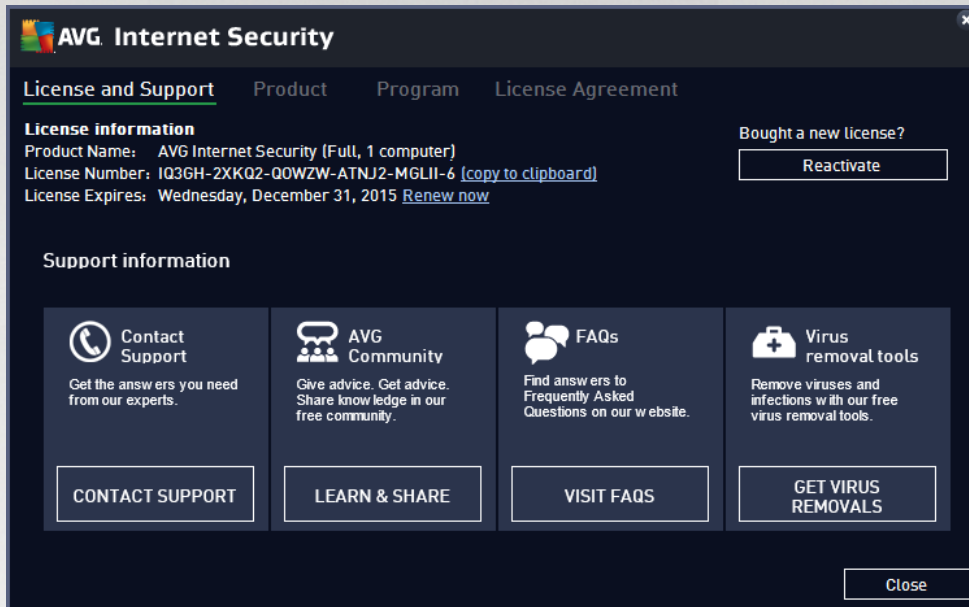 AVG Internet Security
License and Support Product Program License Agreement
License information
Product Name: AVG Internet Security (Full, 1 computer)
License Number: IQ3GH-2XKQ2-QOWZW-ATNJ2-MGLII-6 (copy to clipboard)
License Expires: Wednesday, December 31, 2015 Renew now
Bought a new license?
Reactivate
Support information
Contact
Support
Get the answers you need
from our experts.
CONTACT SUPPORT
AVG
Community
Give advice. Get advice.
Share knowledge in our
free community.
LEARN & SHARE
FAQs
Find answers to
Frequently Asked
Questions on our website.
VISIT FAQS
Virus
removal tools
Remove viruses and
infections with our free
virus removal tools.
GET VIRUS
REMOVALS
Close